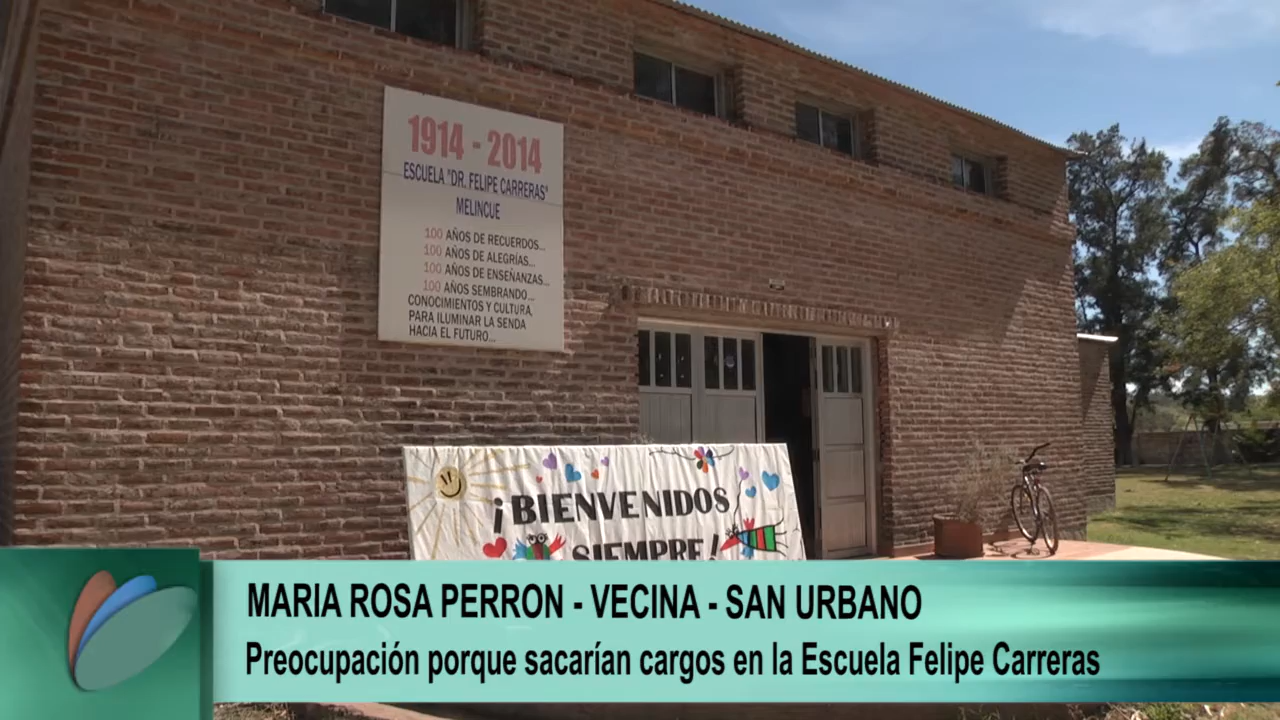 1914 - 2014
ESCUELA "DR. FELIPE CARRERAS"
MELINCUE
100 AÑOS DE RECUERDOS...
100 AÑOS DE ALEGRÍAS...
100 AÑOS DE ENSEÑANZAS...
100 AÑOS SEMBRANDO...
CONOCIMIENTOS Y CULTURA,
PARA ILUMINAR LA SENDA
HACIA EL FUTURO...
¡BIENVENIDOS
SIEMPRE!
MARIA ROSA PERRON - VECINA - SAN URBANO
Preocupación porque sacarían cargos en la Escuela Felipe Carreras